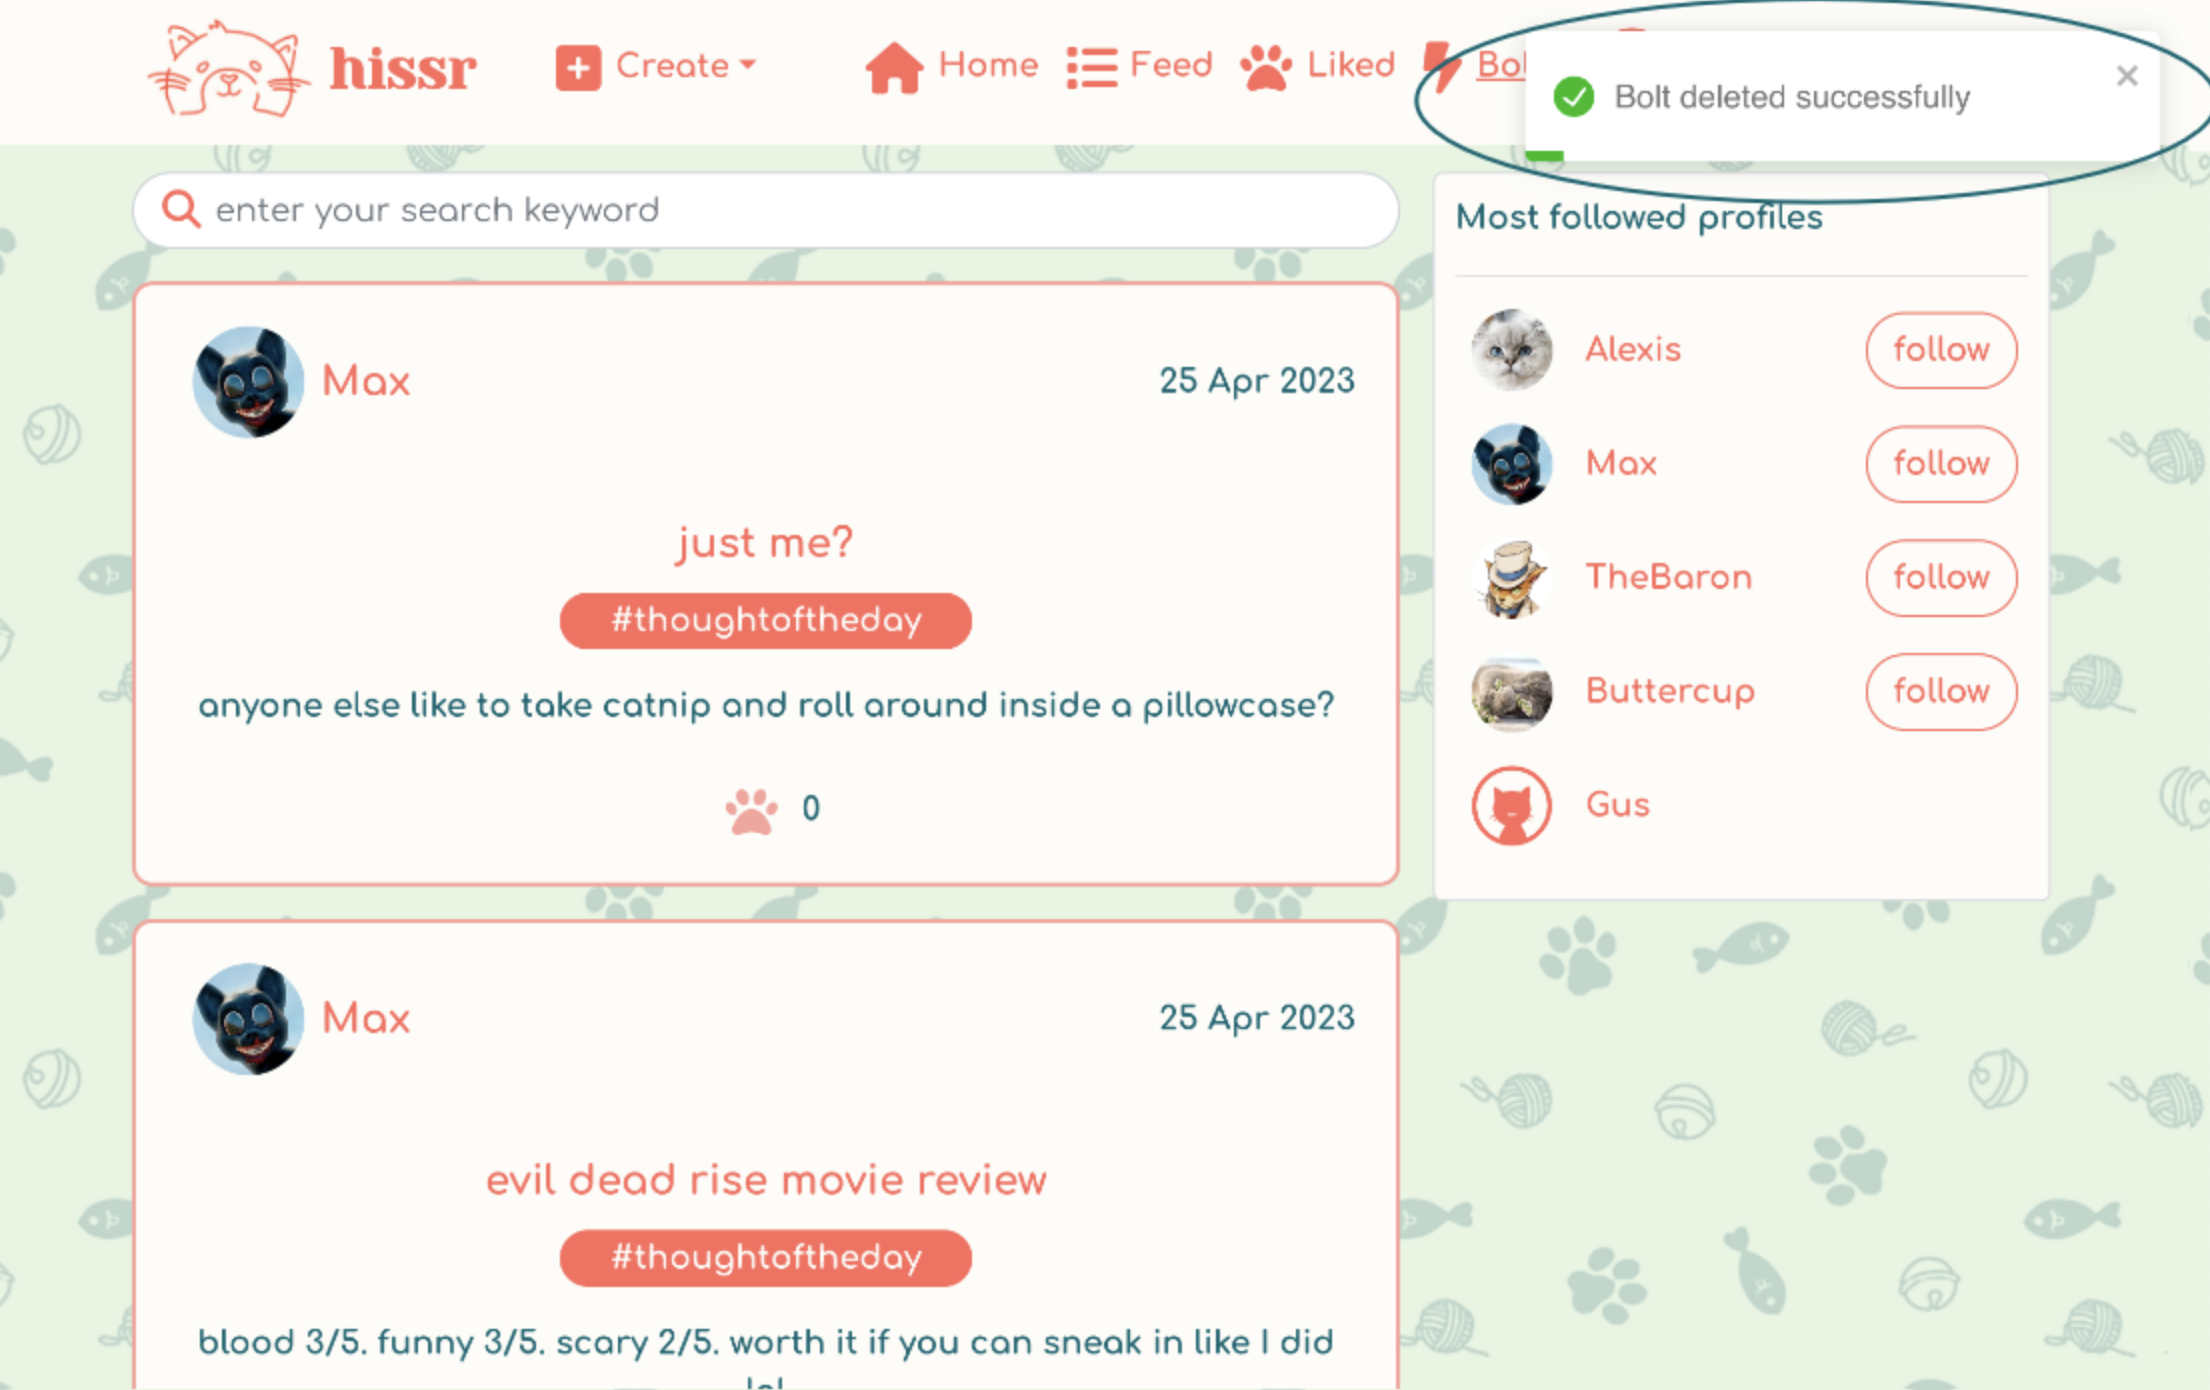 hissr
Create
Home
Feed
Liked
Bolt deleted successfully
enter your search keyword
Most followed profiles
Max
25 Apr 2023
just me?
#thoughtoftheday
anyone else like to take catnip and roll around inside a pillowcase?
0
Alexis
follow
Max
follow
TheBaron
follow
Buttercup
follow
Gus
Max
25 Apr 2023
evil dead rise movie review
#thoughtoftheday
blood 3/5. funny 3/5. scary 2/5. worth it if you can sneak in like I did